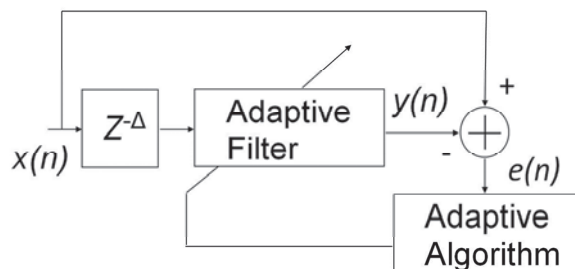 +
Z-Δ
Adaptive
Filter
y(n)
+
x(n)
-
e(n)
Adaptive
Algorithm